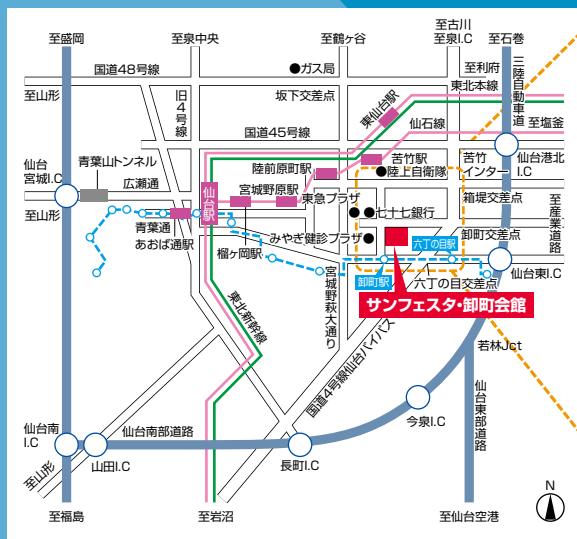 至盛岡
至泉中央
至鶴ヶ谷
至古川
至泉I.C
至石巻
国道48号線
●ガス局
至利府
三陸自動車道
東北本線
至山形
旧4号線
坂下交差点
東仙台駅
仙石線
国道45号線
至塩釜
仙台宮城I.C
青葉山トンネル
陸前原町駅
苦竹駅
苦竹インター
仙台港北I.C
●陸上自衛隊
広瀬通
宮城野原駅
東急プラザ
箱堤交差点
至山形
仙台駅
●七十七銀行
至産業道路
青葉通
あおば通駅
榴ヶ岡駅
みやぎ健診プラザ●
六丁の目駅
卸町交差点
仙台東I.C
卸町駅
六丁の目交差点
宮城野萩大通り
サンフェスタ・卸町会館
東北新幹線
国道4号線仙台バイパス
若林Jct
仙台東部道路
仙台南I.C
仙台南部道路
今泉I.C
至山形
山田I.C
長町I.C
N
至福島
至岩沼
至仙台空港